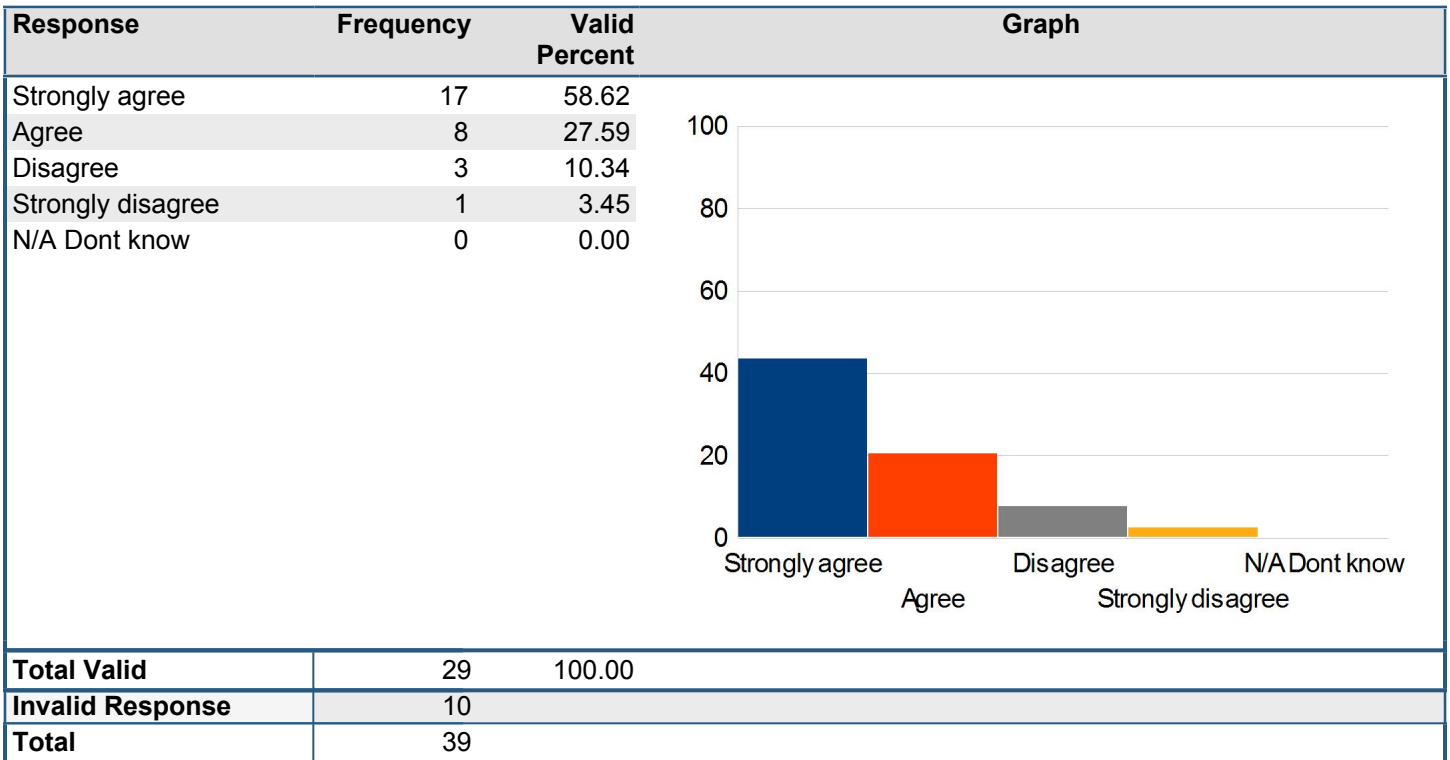 Response Frequency Valid Percent Graph
Strongly agree 17 58.62
Agree 8 27.59
Disagree 3 10.34
Strongly disagree 1 3.45
N/A Dont know 0 0.00
100
80
60
40
20
0
Strongly agree Disagree N/A Dont know
Agree Strongly disagree
Total Valid 29 100.00
Invalid Response 10
Total 39